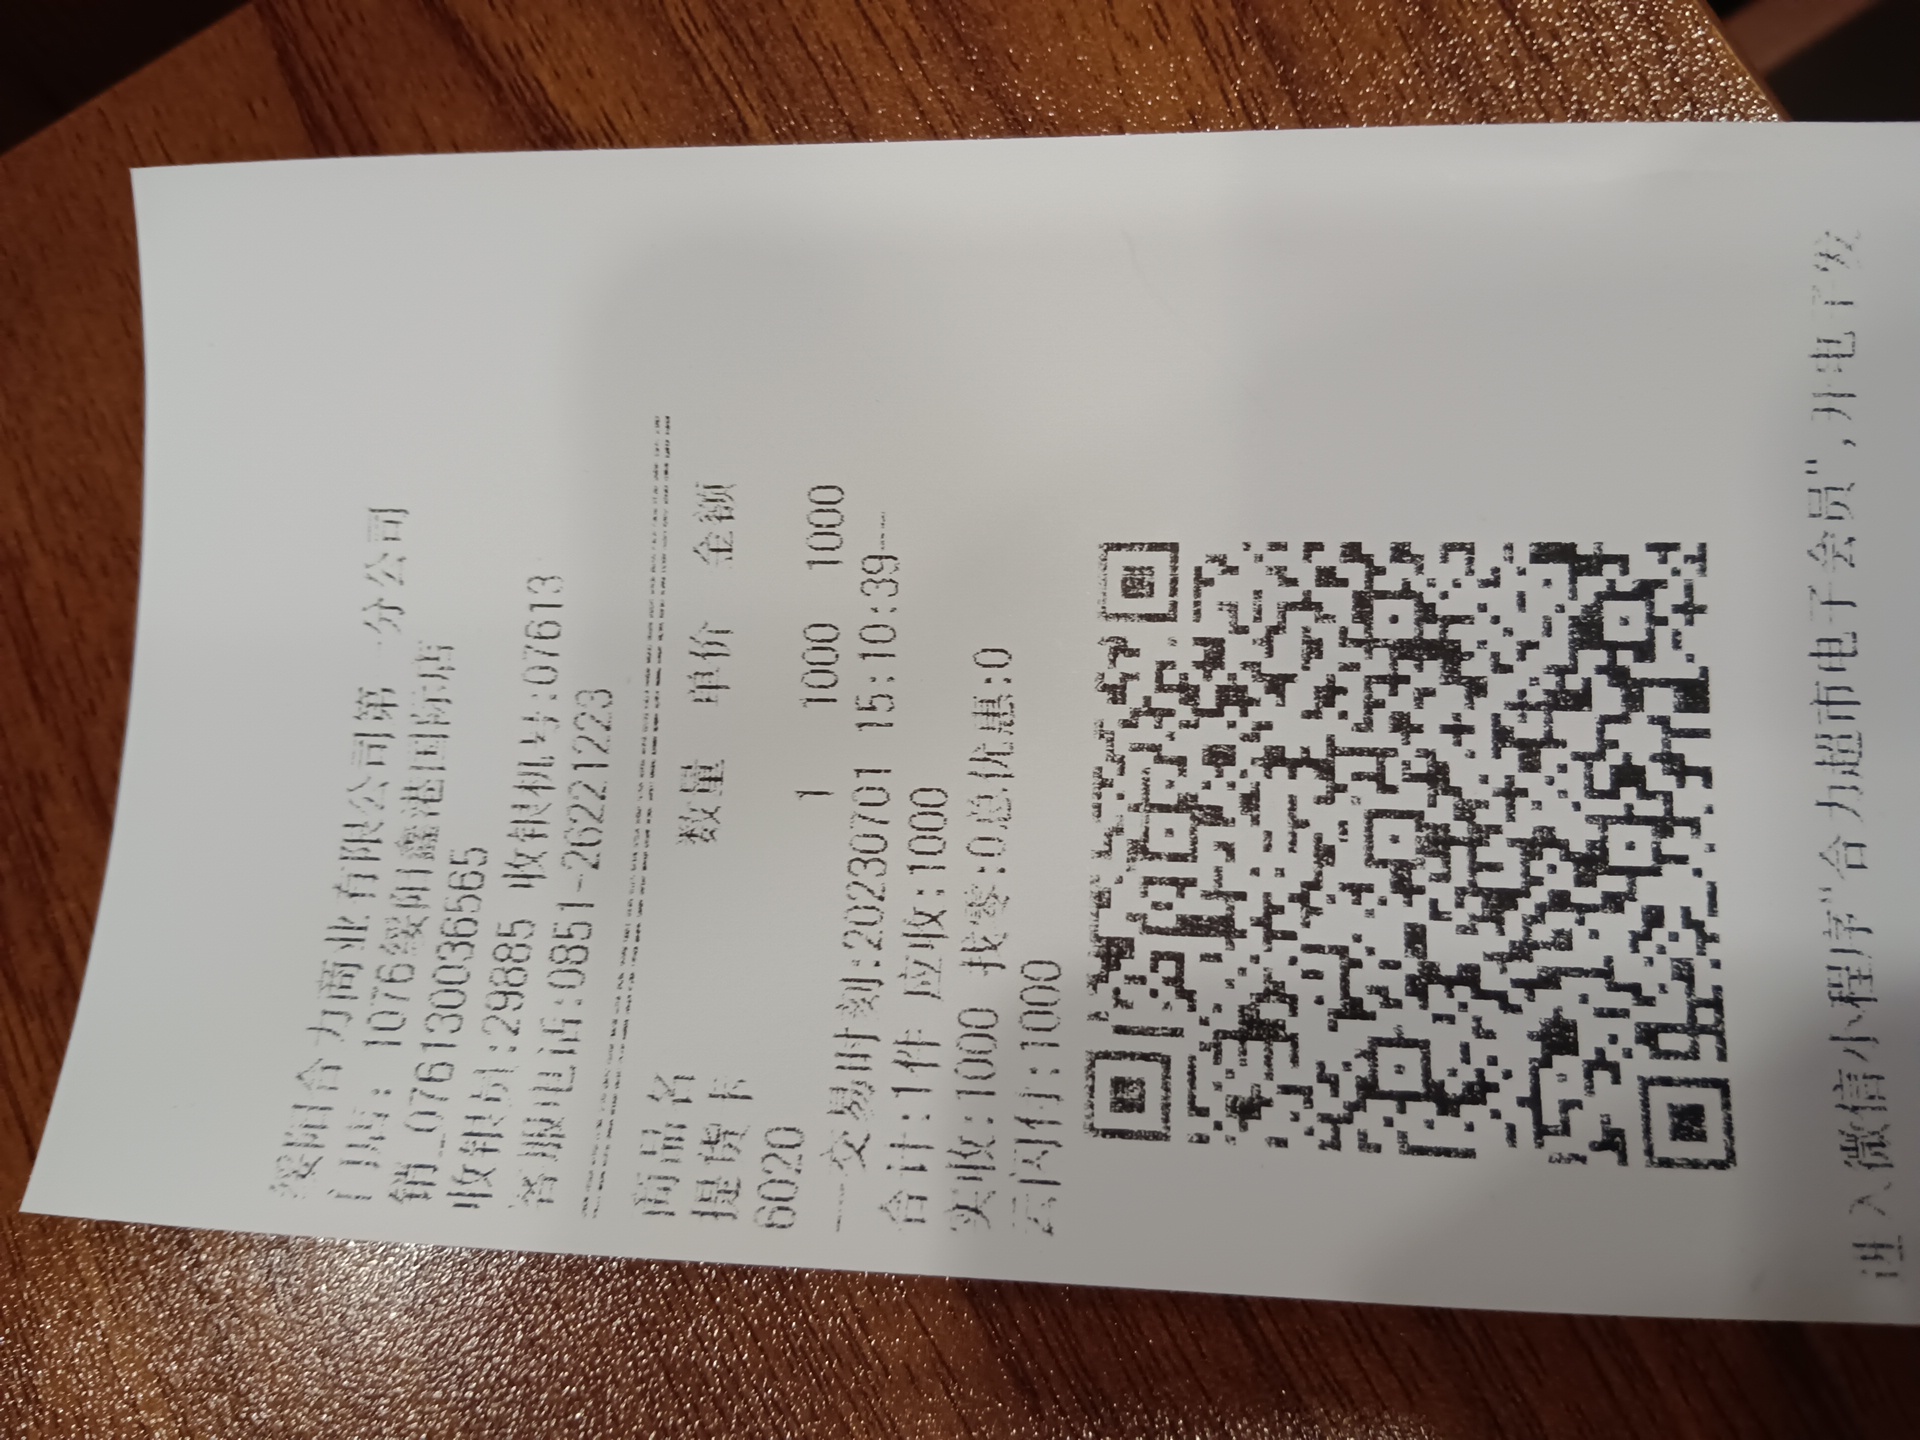 绥阳合力商业有限公司第一分公司
门店: 1076绥阳鑫港国际店
销_0761300036565
收银员:29885 收银机号:07613
客服电话:0851-26221223
商品名 数量 单价 金额
提货卡
6020 1 1000 1000
---交易时刻:20230701 15:10:39---
合计:1件 应收:1000
实收:1000 找零:0总优惠:0
云闪付:1000
进入微信小程序"合力超市电子会员",开电子发